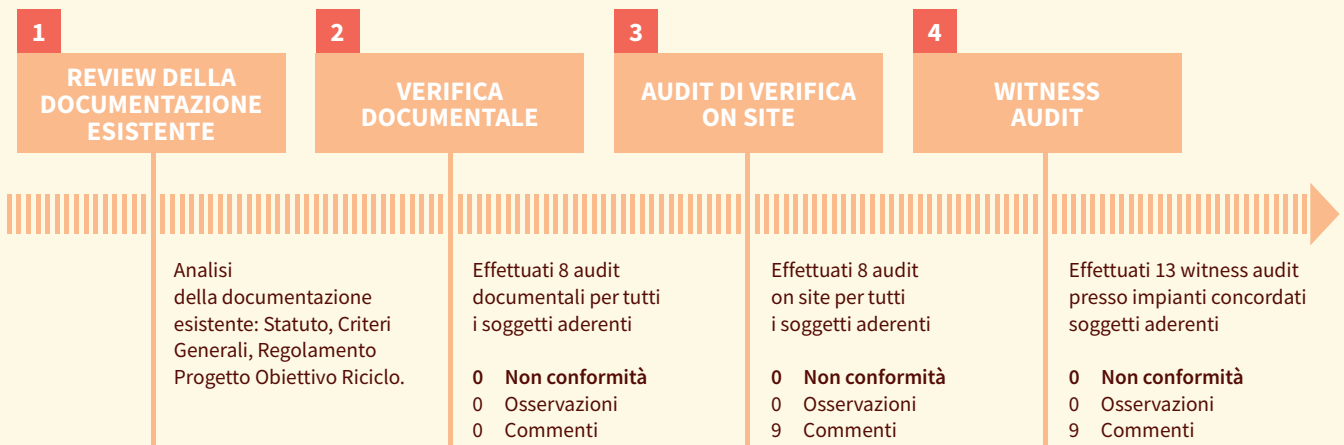 1
REVIEW DELLA
DOCUMENTAZIONE
ESISTENTE
Analisi
della documentazione
esistente: Statuto, Criteri
Generali, Regolamento
Progetto Obiettivo Riciclo.
2
VERIFICA
DOCUMENTALE
Effettuati 8 audit
documentali per tutti
i soggetti aderenti
0 Non conformità
0 Osservazioni
0 Commenti
3
AUDIT DI VERIFICA
ON SITE
Effettuati 8 audit
on site per tutti
i soggetti aderenti
0 Non conformità
0 Osservazioni
9 Commenti
4
WITNESS
AUDIT
Effettuati 13 witness audit
presso impianti concordati
soggetti aderenti
0 Non conformità
0 Osservazioni
9 Commenti